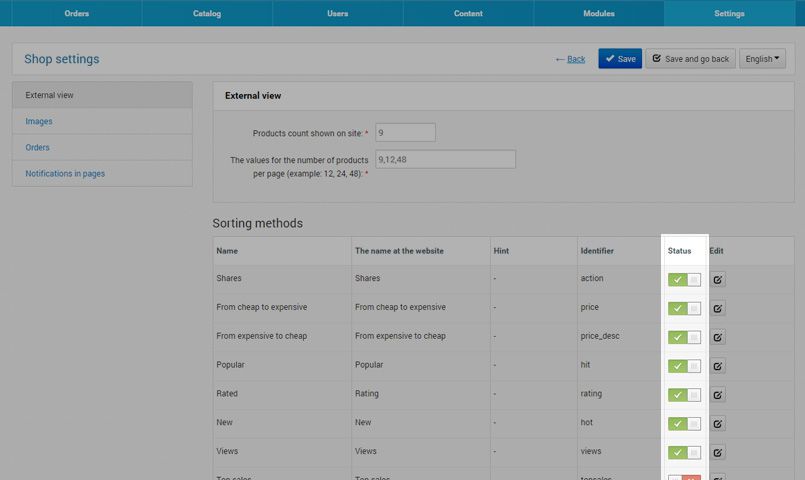 Orders Catalog Users Content Modules Settings
Shop settings ← Back Save Save and go back English
External view
Images
Orders
Notifications in pages
External view
Products count shown on site: * 9
The values for the number of products 9,12,48
per page (example: 12, 24, 48): *
Sorting methods
Name The name at the website Hint Identifier Status Edit
Shares Shares - action
From cheap to expensive From cheap to expensive - price
From expensive to cheap From expensive to cheap - price_desc
Popular Popular - hit
Rated Rating - rating
New New - hot
Views Views - views
Top sales Top sales - topsales